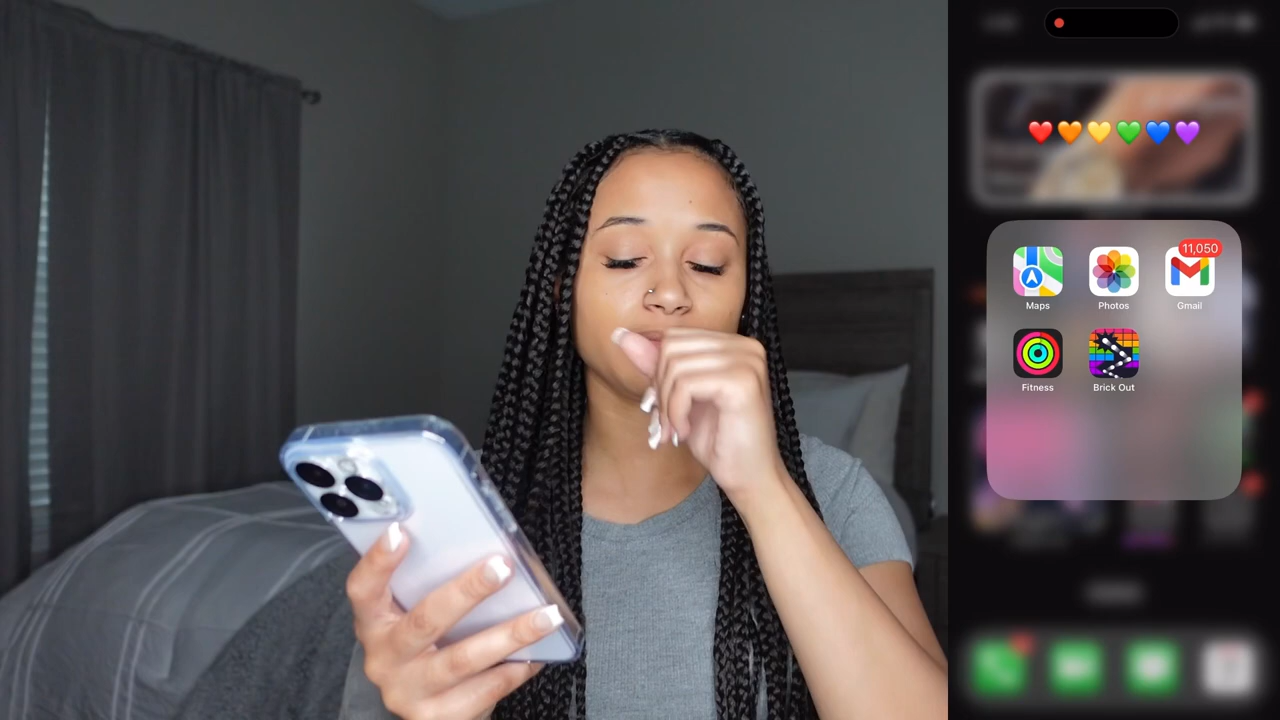 ❤️🧡💛💚💙💜
11,050
Maps Photos Gmail
Fitness Brick Out